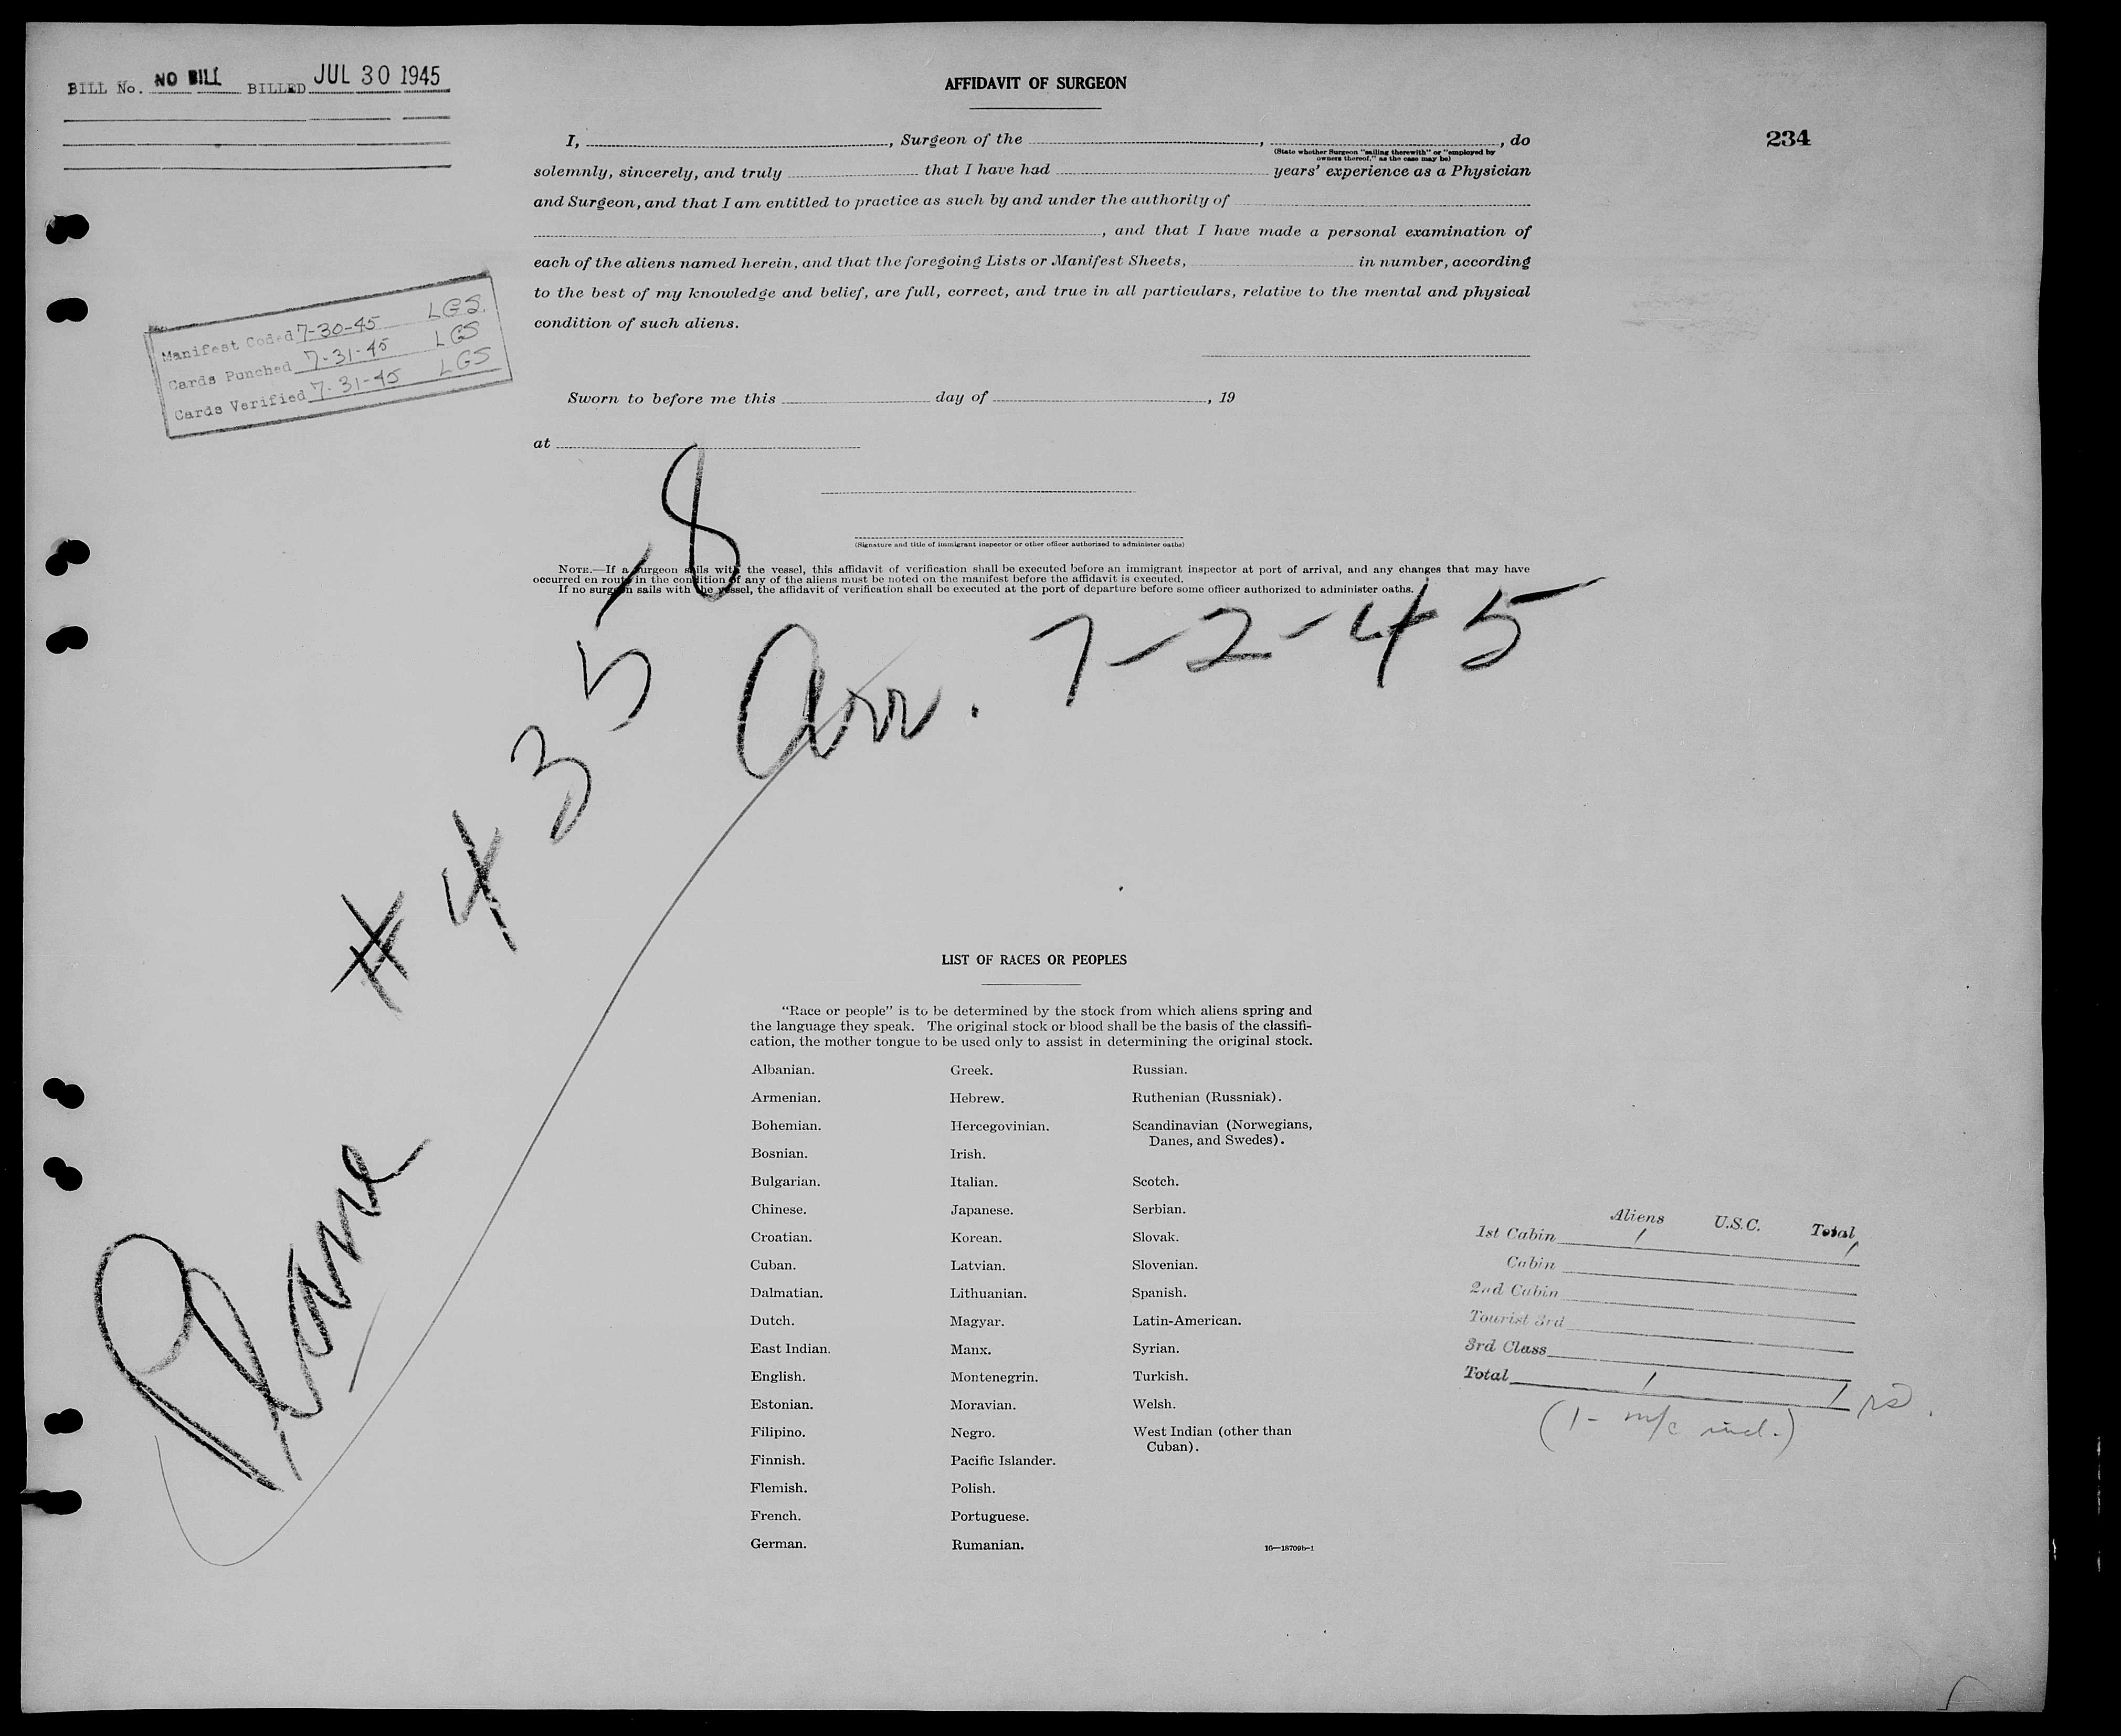 BILL No. NO BILL BILLED JUL 30 1945
AFFIDAVIT OF SURGEON
234
I, , Surgeon of the , , do
(State whether Surgeon "sailing therewith" or "employed by
owners thereof," as the case may be)
solemnly, sincerely, and truly that I have had years' experience as a Physician
and Surgeon, and that I am entitled to practice as such by and under the authority of
, and that I have made a personal examination of
each of the aliens named herein, and that the foregoing Lists or Manifest Sheets, in number, according
to the best of my knowledge and belief, are full, correct, and true in all particulars, relative to the mental and physical
condition of such aliens.
Manifest Coded 7-30-45 LGS.
Cards Punched 7-31-45 LGS
Cards Verified 7-31-45 LGS
Sworn to before me this day of , 19
at
(Signature and title of immigrant inspector or other officer authorized to administer oaths)
NOTE.—If a surgeon sails with the vessel, this affidavit of verification shall be executed before an immigrant inspector at port of arrival, and any changes that may have
occurred en route in the condition of any of the aliens must be noted on the manifest before the affidavit is executed.
If no surgeon sails with the vessel, the affidavit of verification shall be executed at the port of departure before some officer authorized to administer oaths.
Plane # 435-8
Arr. 7-2-45
LIST OF RACES OR PEOPLES
"Race or people" is to be determined by the stock from which aliens spring and
the language they speak. The original stock or blood shall be the basis of the classifi-
cation, the mother tongue to be used only to assist in determining the original stock.
Albanian. Greek. Russian.
Armenian. Hebrew. Ruthenian (Russniak).
Bohemian. Hercegovinian. Scandinavian (Norwegians,
Danes, and Swedes).
Bosnian. Irish.
Bulgarian. Italian. Scotch.
Chinese. Japanese. Serbian.
Croatian. Korean. Slovak.
Cuban. Latvian. Slovenian.
Dalmatian. Lithuanian. Spanish.
Dutch. Magyar. Latin-American.
East Indian. Manx. Syrian.
English. Montenegrin. Turkish.
Estonian. Moravian. Welsh.
Filipino. Negro. West Indian (other than
Cuban).
Finnish. Pacific Islander.
Flemish. Polish.
French. Portuguese.
German. Rumanian.
16—18709b-1
Aliens U.S.C. Total
1st Cabin 1 1
Cabin
2nd Cabin
Tourist 3rd
3rd Class
Total 1 1
(1- m/c incl.)